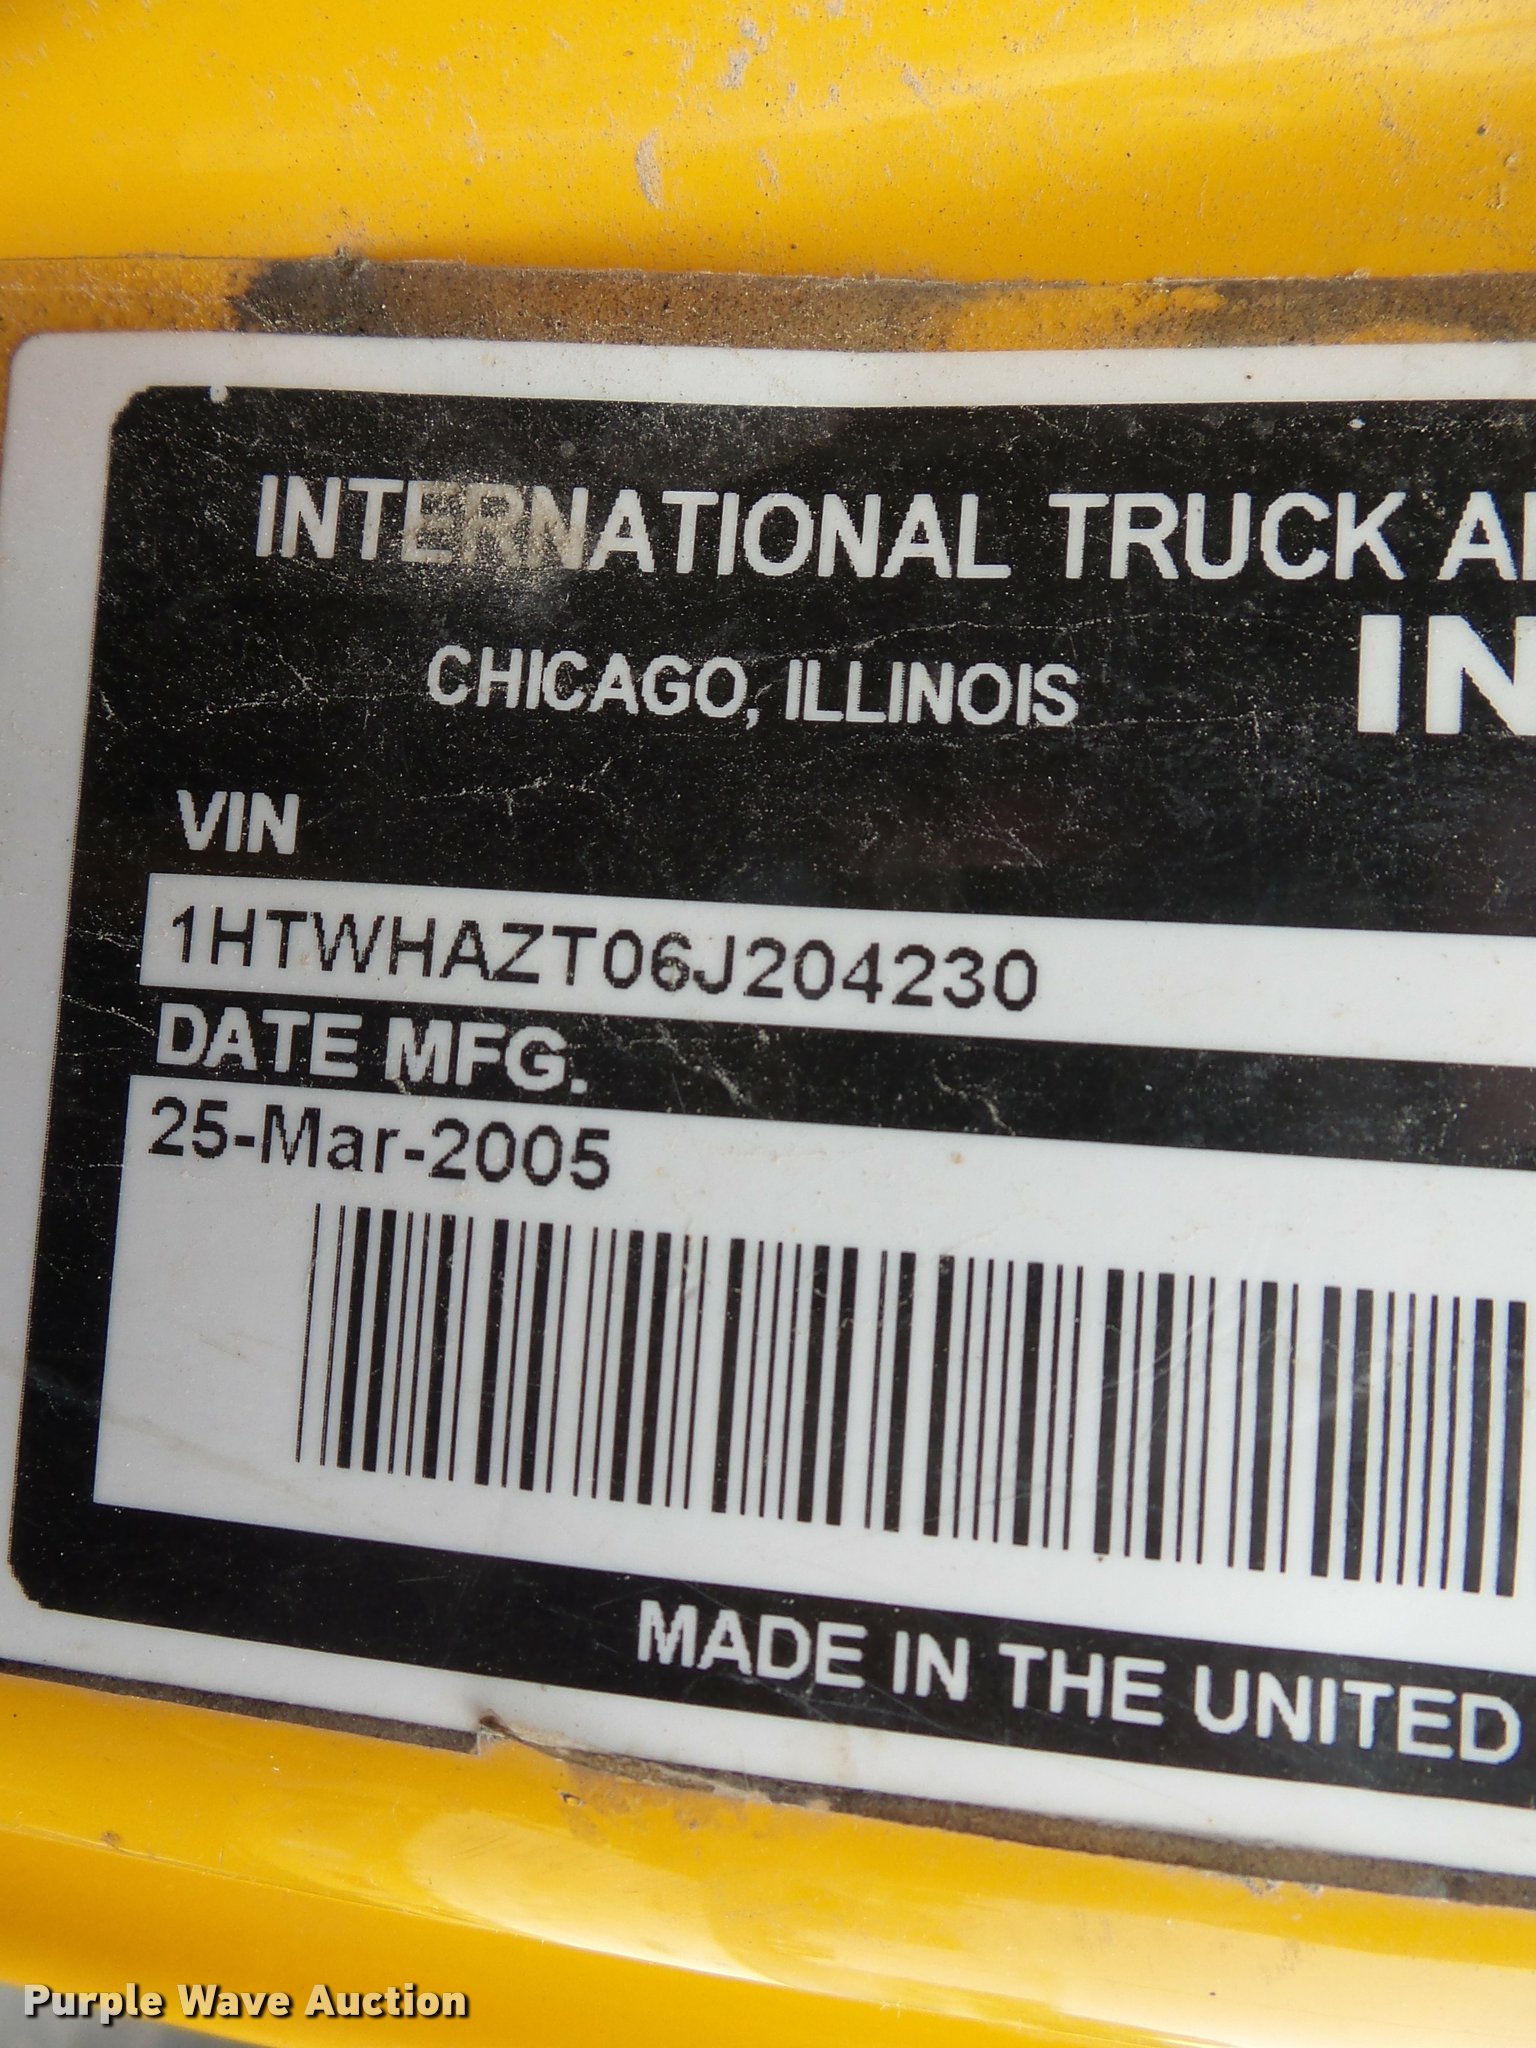 INTERNATIONAL TRUCK A
CHICAGO, ILLINOIS
IN
VIN
1HTWHAZT06J204230
DATE MFG.
25-Mar-2005
MADE IN THE UNITED
Purple Wave Auction